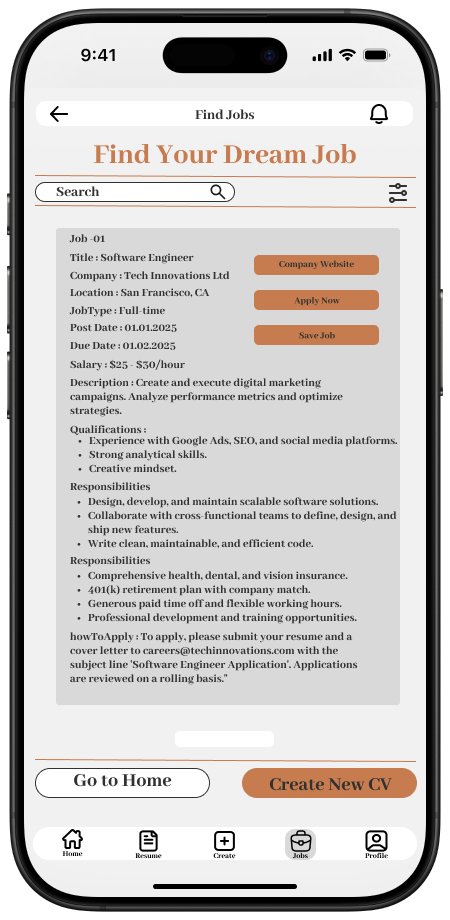 9:41
Find Jobs
Find Your Dream Job
Search
Job -01
Title : Software Engineer
Company : Tech Innovations Ltd
Location : San Francisco, CA
JobType : Full-time
Post Date : 01.01.2025
Due Date : 01.02.2025
Salary : $25 - $30/hour
Company Website
Apply Now
Save Job
Description : Create and execute digital marketing
campaigns. Analyze performance metrics and optimize
strategies.
Qualifications :
• Experience with Google Ads, SEO, and social media platforms.
• Strong analytical skills.
• Creative mindset.
Responsibilities
• Design, develop, and maintain scalable software solutions.
• Collaborate with cross-functional teams to define, design, and
ship new features.
• Write clean, maintainable, and efficient code.
Responsibilities
• Comprehensive health, dental, and vision insurance.
• 401(k) retirement plan with company match.
• Generous paid time off and flexible working hours.
• Professional development and training opportunities.
howToApply : To apply, please submit your resume and a
cover letter to careers@techinnovations.com with the
subject line 'Software Engineer Application'. Applications
are reviewed on a rolling basis."
Go to Home
Create New CV
Home
Resume
Create
Jobs
Profile